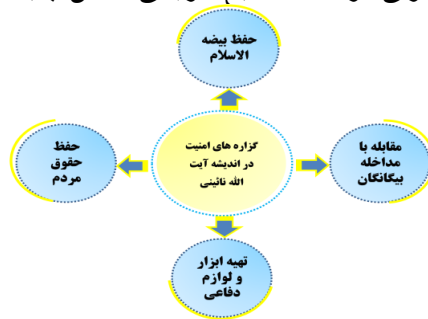 حفظ بیضه
الاسلام
گزاره های امنیت
در اندیشه آیت
الله نائینی
مقابله با
مداخله
بیگانگان
حفظ
حقوق
مردم
تهیه ابزار
و لوازم
دفاعی